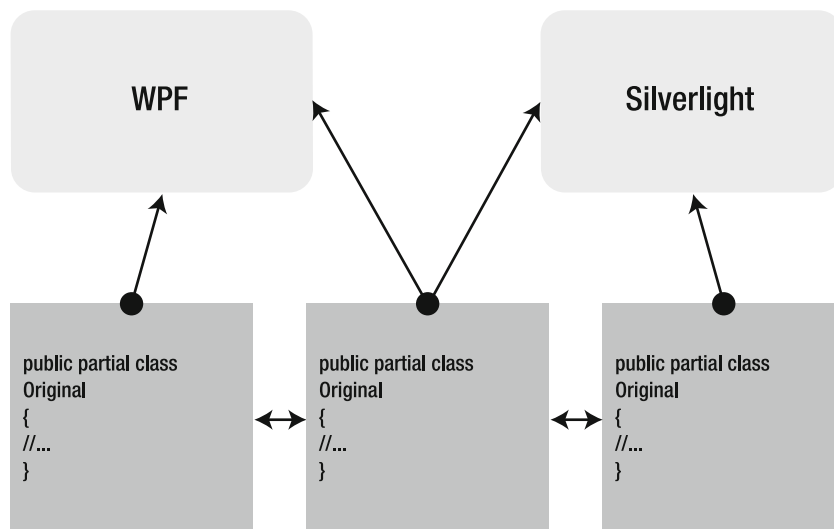 WPF
Silverlight
public partial class
Original
{
//...
}
public partial class
Original
{
//...
}
public partial class
Original
{
//...
}